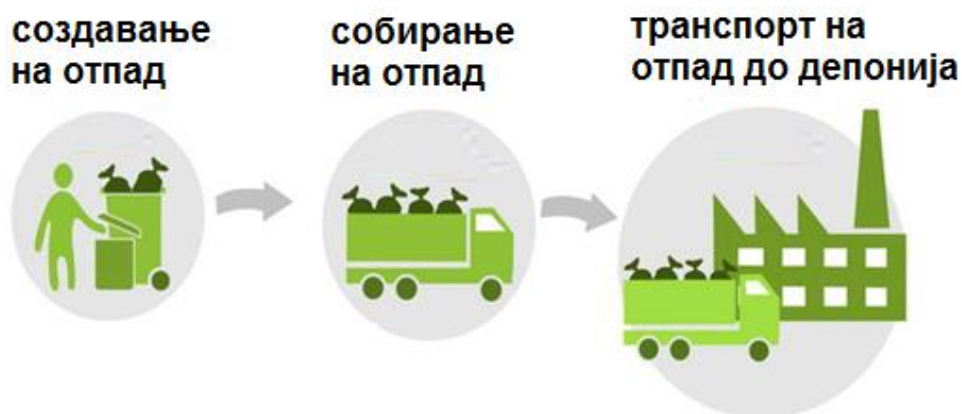 создавање
на отпад
собирање
на отпад
транспорт на
отпад до депонија